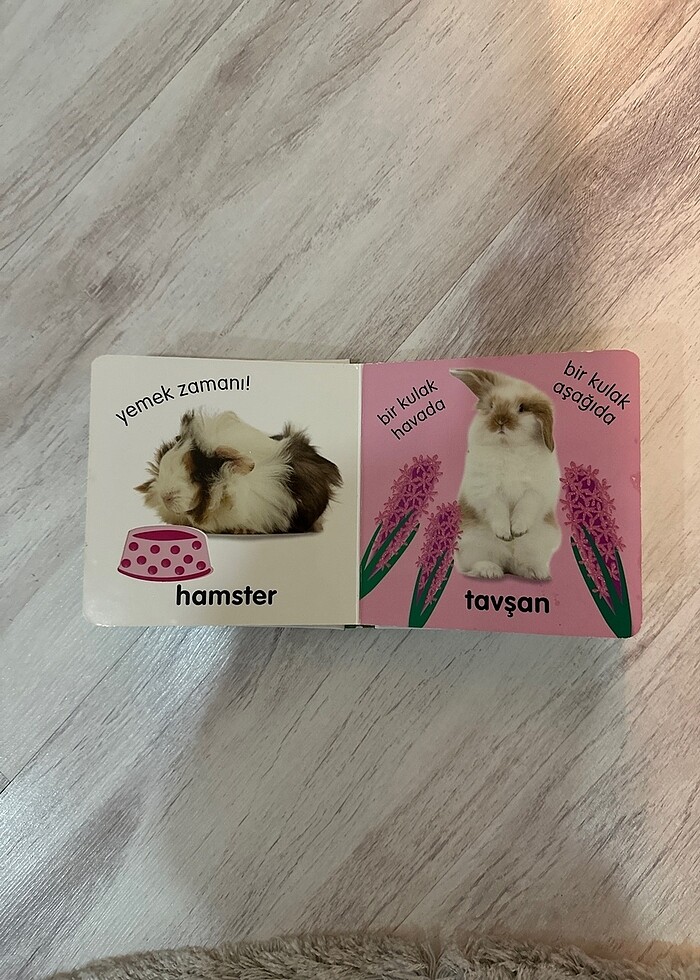 yemek zamanı!
hamster
bir kulak
havada
bir kulak
aşağıda
tavşan